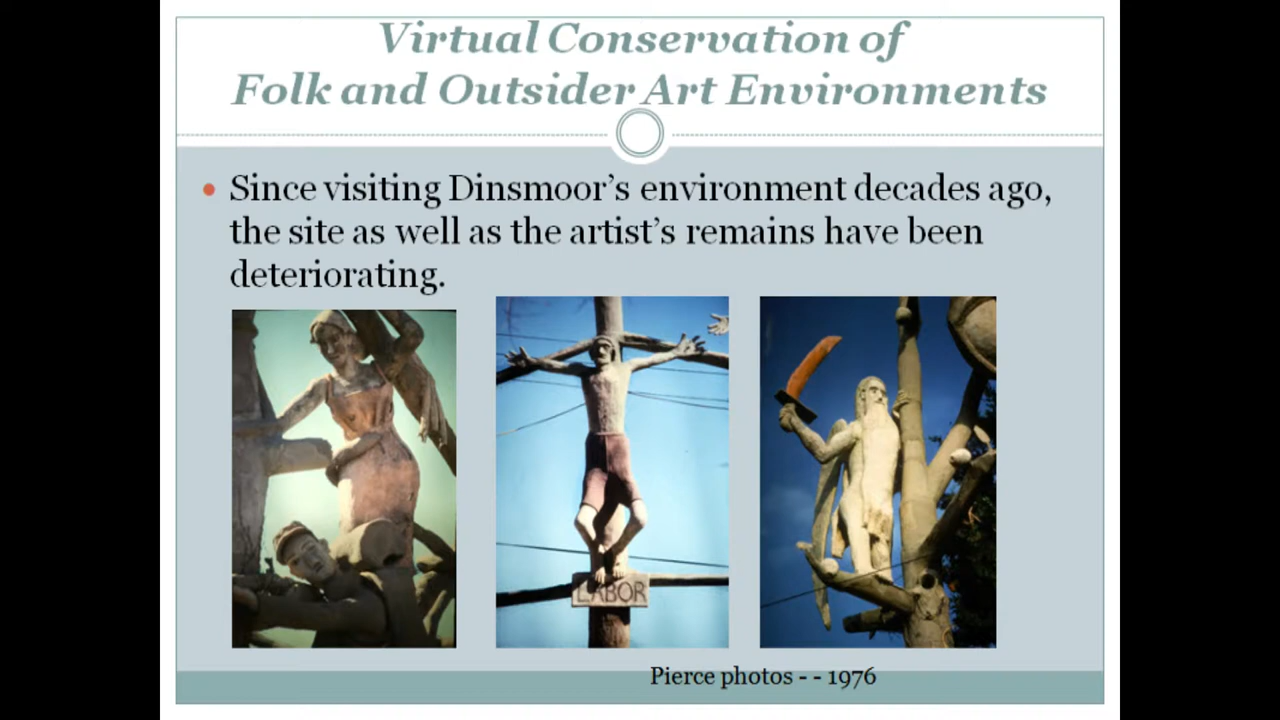 Virtual Conservation of
Folk and Outsider Art Environments
• Since visiting Dinsmoor’s environment decades ago,
the site as well as the artist’s remains have been
deteriorating.
LABOR
Pierce photos - - 1976